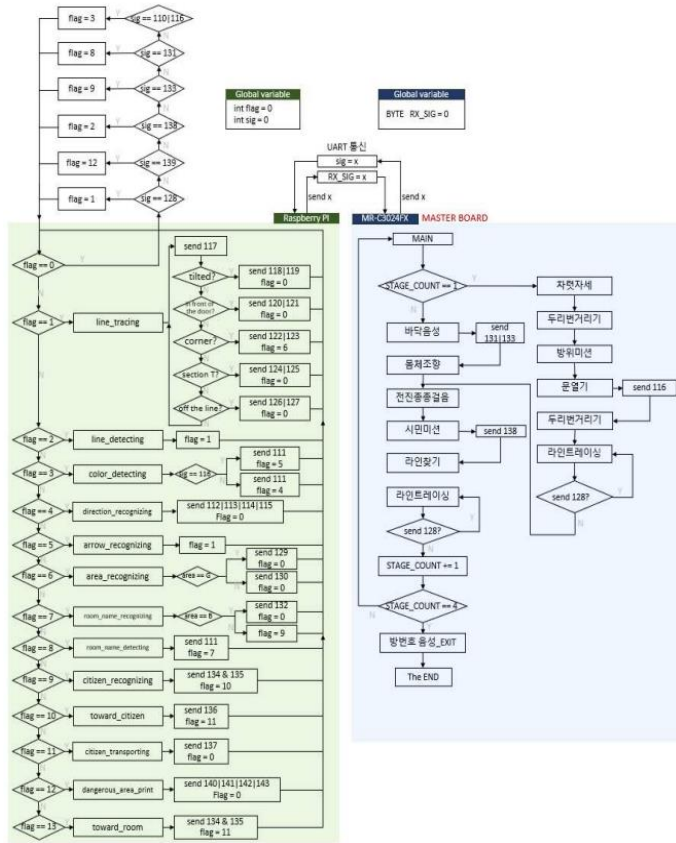 flag = 3
sig == 110|116
flag = 8
sig == 131
flag = 9
sig == 133
flag = 2
sig == 138
flag = 12
sig == 139
flag = 1
sig == 128
Y
N
Global variable
int flag = 0
int sig = 0
Global variable
BYTE RX_SIG = 0
UART 통신
sig = x
RX_SIG = x
send x
send x
Raspberry PI
flag == 0
send 117
tilted?
send 118|119
flag = 0
flag == 1
line_tracing
In front of
the door?
send 120|121
flag = 0
corner?
send 122|123
flag = 6
section T?
send 124|125
flag = 0
off the line?
send 126|127
flag = 0
flag == 2
line_detecting
flag = 1
flag == 3
color_detecting
sig == 116
send 111
flag = 5
send 111
flag = 4
flag == 4
direction_recognizing
send 112|113|114|115
Flag = 0
flag == 5
arrow_recognizing
flag = 1
flag == 6
area_recognizing
area == G
send 129
flag = 0
send 130
flag = 0
flag == 7
room_name_recognizing
area == B
send 132
flag = 0
flag = 9
flag == 8
room_name_detecting
send 111
flag = 7
flag == 9
citizen_recognizing
send 134 & 135
flag = 10
flag == 10
toward_citizen
send 136
flag = 11
flag == 11
citizen_transporting
send 137
flag = 0
flag == 12
dangerous_area_print
send 140|141|142|143
Flag = 0
flag == 13
toward_room
send 134 & 135
flag = 11
MR-C3024FX
MASTER BOARD
MAIN
STAGE_COUNT == 1
Y
N
바닥음성
send
131|133
몸체조향
전진종종걸음
시민미션
send 138
라인찾기
라인트레이싱
send 128?
Y
N
STAGE_COUNT += 1
STAGE_COUNT == 4
N
Y
방번호 음성_EXIT
The END
차렷자세
두리번거리기
방위미션
문열기
send 116
두리번거리기
라인트레이싱
send 128?
Y
N